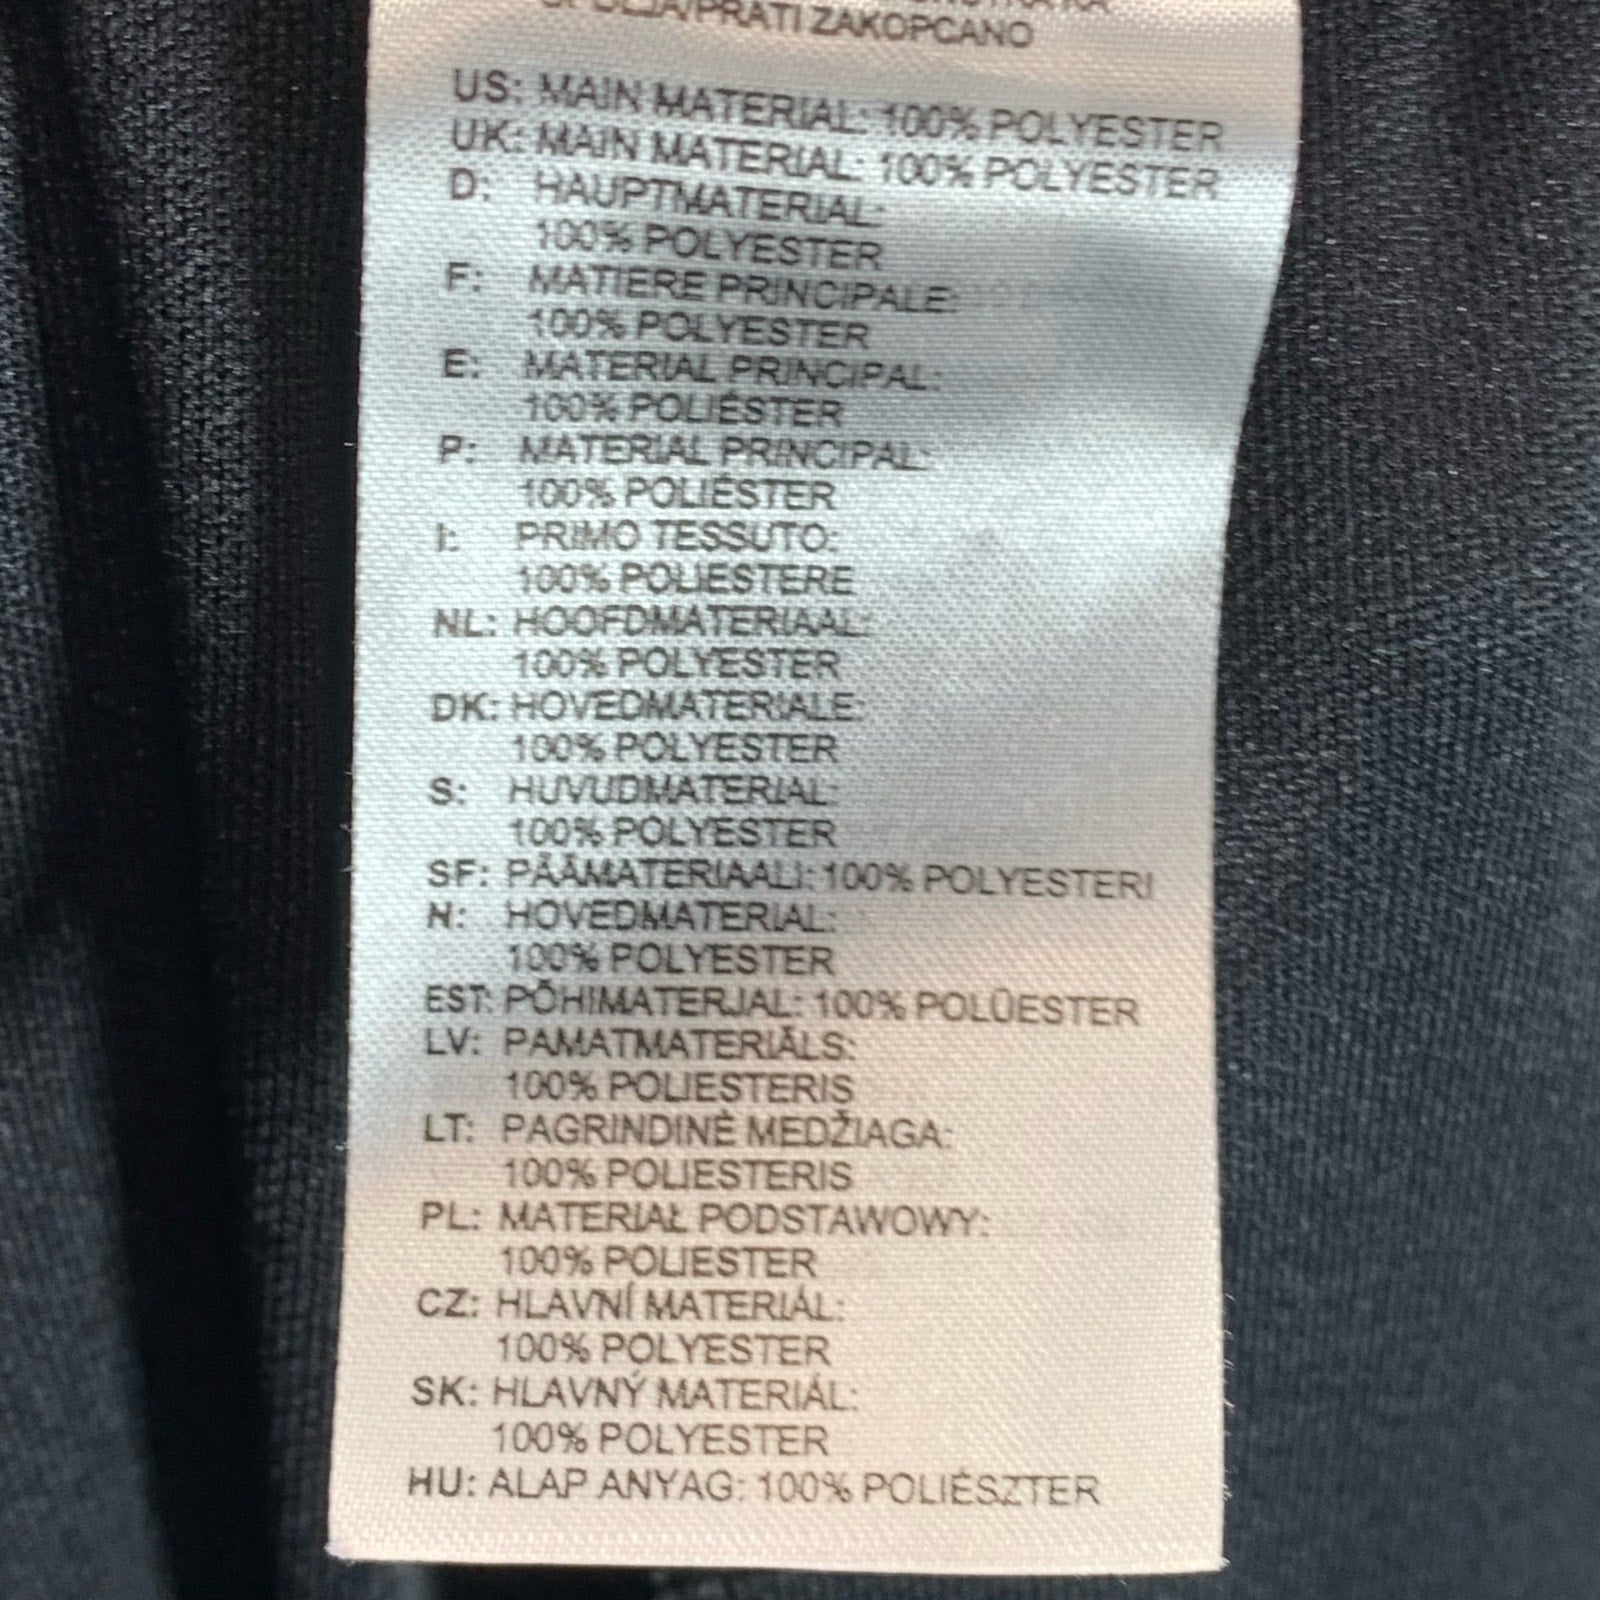 PRATI ZAKOPCANO
US: MAIN MATERIAL: 100% POLYESTER
UK: MAIN MATERIAL: 100% POLYESTER
D: HAUPTMATERIAL:
100% POLYESTER
F: MATIERE PRINCIPALE:
100% POLYESTER
E: MATERIAL PRINCIPAL:
100% POLIÉSTER
P: MATERIAL PRINCIPAL:
100% POLIÉSTER
I: PRIMO TESSUTO:
100% POLIESTERE
NL: HOOFDMATERIAAL:
100% POLYESTER
DK: HOVEDMATERIALE:
100% POLYESTER
S: HUVUDMATERIAL:
100% POLYESTER
SF: PÄÄMATERIAALI: 100% POLYESTERI
N: HOVEDMATERIAL:
100% POLYESTER
EST: PÕHIMATERJAL: 100% POLÜESTER
LV: PAMATMATERIĀLS:
100% POLIESTERIS
LT: PAGRINDINĖ MEDŽIAGA:
100% POLIESTERIS
PL: MATERIAŁ PODSTAWOWY:
100% POLIESTER
CZ: HLAVNÍ MATERIÁL:
100% POLYESTER
SK: HLAVNÝ MATERIÁL:
100% POLYESTER
HU: ALAP ANYAG: 100% POLIÉSZTER